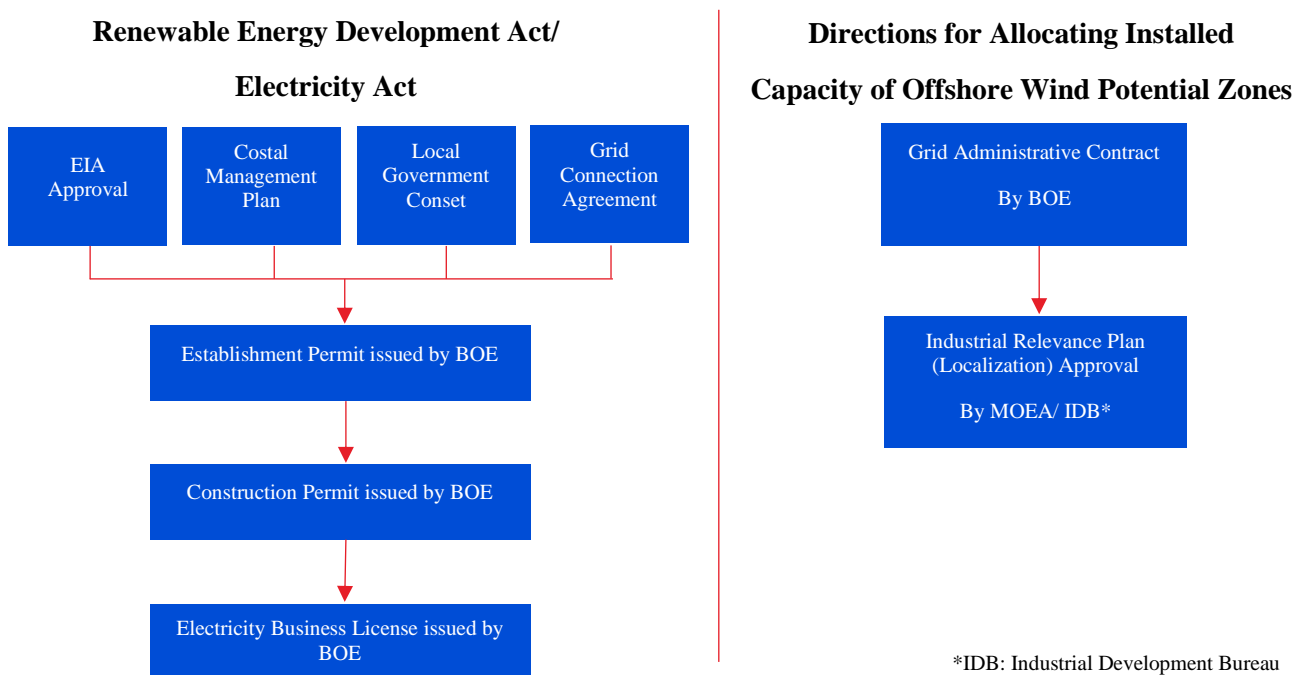 Renewable Energy Development Act/
Electricity Act
EIA
Approval
Costal
Management
Plan
Local
Government
Conset
Grid
Connection
Agreement
Establishment Permit issued by BOE
Construction Permit issued by BOE
Electricity Business License issued by
BOE
Directions for Allocating Installed
Capacity of Offshore Wind Potential Zones
Grid Administrative Contract
By BOE
Industrial Relevance Plan
(Localization) Approval
By MOEA/ IDB*
*IDB: Industrial Development Bureau